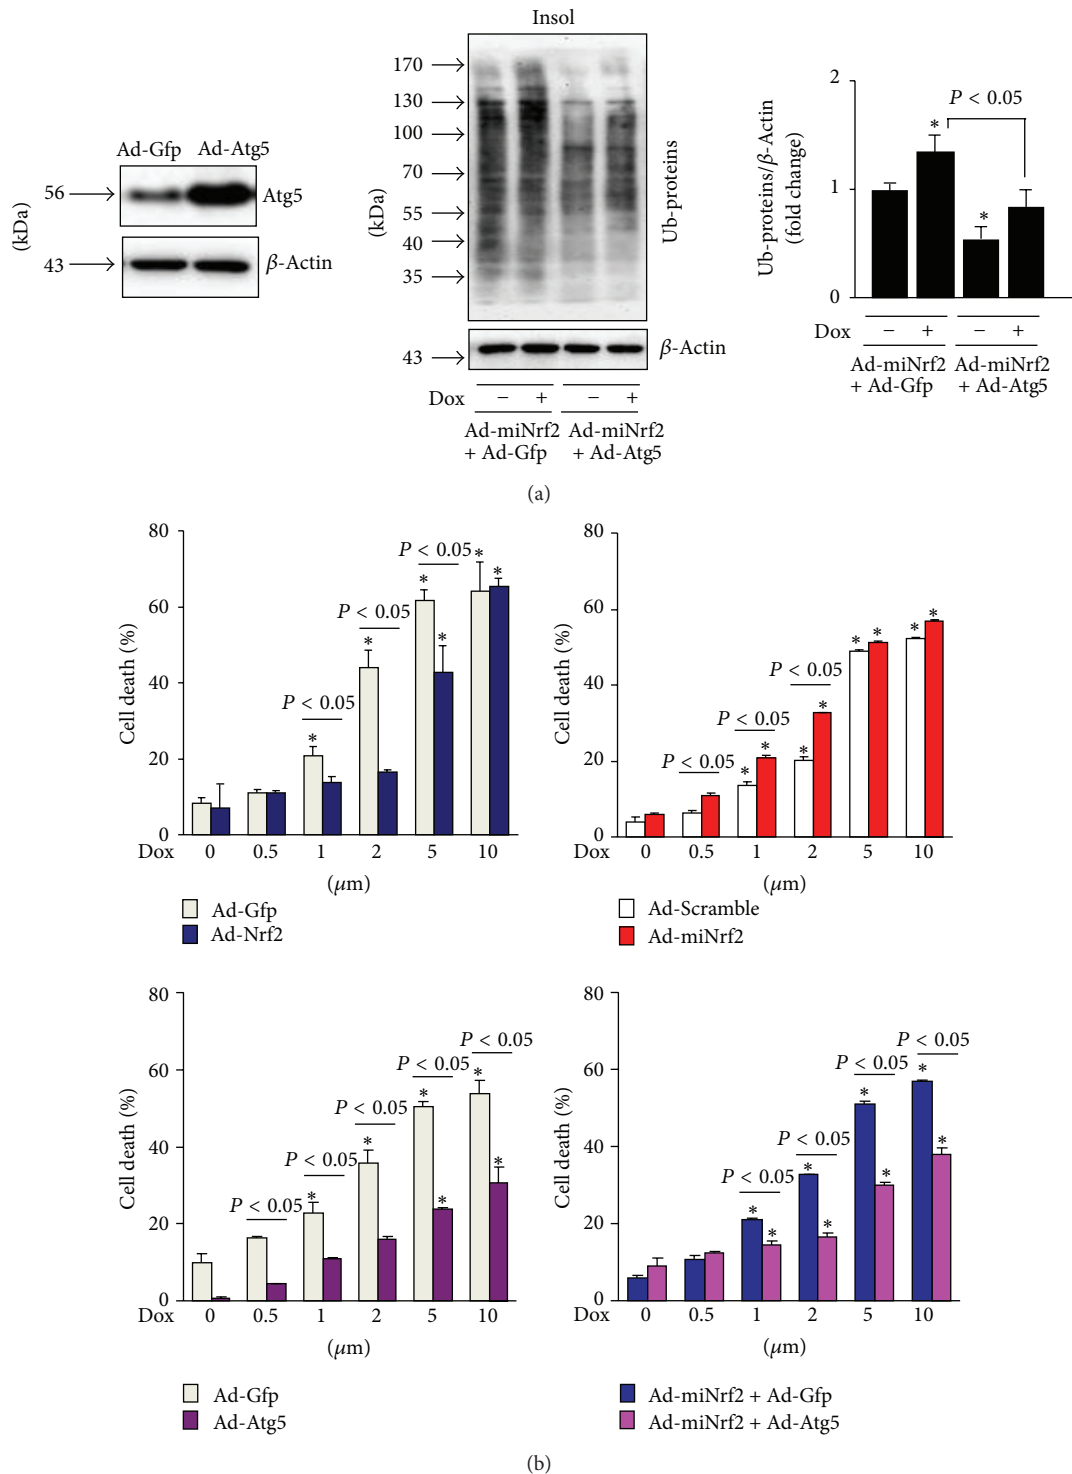 Insol
Ad-Gfp Ad-Atg5
(kDa)
56
Atg5
43
β-Actin
(kDa)
170
130
100
70
55
40
35
Ub-proteins
43
β-Actin
Dox − + − +
Ad-miNrf2 Ad-miNrf2
+ Ad-Gfp + Ad-Atg5
Ub-proteins/β-Actin
(fold change)
2
1
0
*
P < 0.05
*
Dox − + − +
Ad-miNrf2 Ad-miNrf2
+ Ad-Gfp + Ad-Atg5
(a)
Cell death (%)
80
60
40
20
0
P < 0.05
P < 0.05
P < 0.05
* * * * * *
Dox 0 0.5 1 2 5 10
(μm)
Ad-Gfp
Ad-Nrf2
Cell death (%)
80
60
40
20
0
P < 0.05
P < 0.05
P < 0.05
* * * * * * * *
Dox 0 0.5 1 2 5 10
(μm)
Ad-Scramble
Ad-miNrf2
Cell death (%)
80
60
40
20
0
P < 0.05
P < 0.05
P < 0.05
P < 0.05
P < 0.05
* * * * * *
Dox 0 0.5 1 2 5 10
(μm)
Ad-Gfp
Ad-Atg5
Cell death (%)
80
60
40
20
0
P < 0.05
P < 0.05
P < 0.05
P < 0.05
* * * * * * * *
Dox 0 0.5 1 2 5 10
(μm)
Ad-miNrf2 + Ad-Gfp
Ad-miNrf2 + Ad-Atg5
(b)